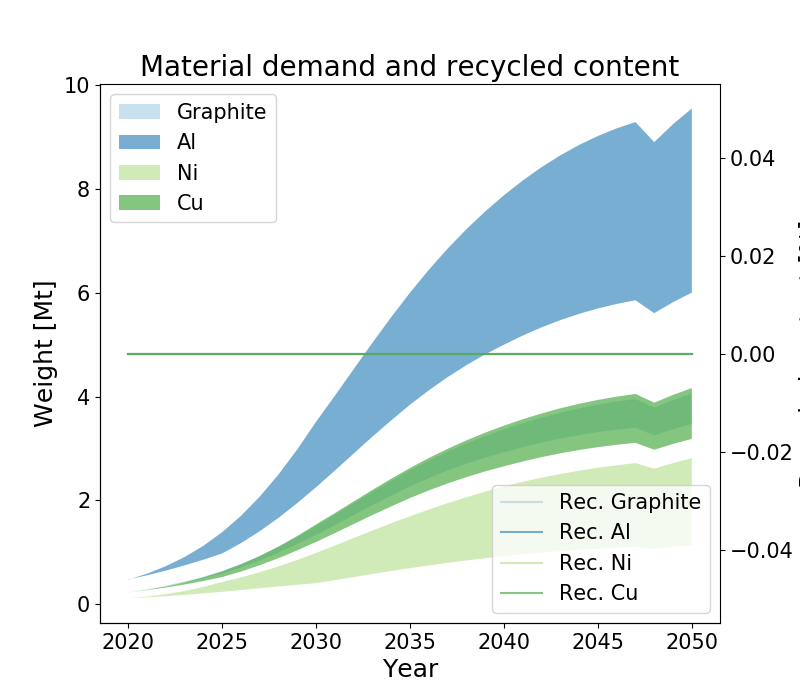 Material demand and recycled content
10
8
6
4
2
0
Weight [Mt]
Graphite
Al
Ni
Cu
0.04
0.02
0.00
−0.02
−0.04
Rec. Graphite
Rec. Al
Rec. Ni
Rec. Cu
2020 2025 2030 2035 2040 2045 2050
Year